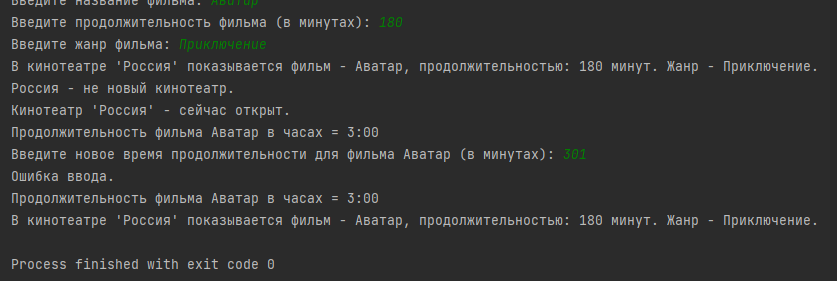 Введите название фильма: Аватар
Введите продолжительность фильма (в минутах): 180
Введите жанр фильма: Приключение
В кинотеатре 'Россия' показывается фильм - Аватар, продолжительностью: 180 минут. Жанр - Приключение.
Россия - не новый кинотеатр.
Кинотеатр 'Россия' - сейчас открыт.
Продолжительность фильма Аватар в часах = 3:00
Введите новое время продолжительности для фильма Аватар (в минутах): 301
Ошибка ввода.
Продолжительность фильма Аватар в часах = 3:00
В кинотеатре 'Россия' показывается фильм - Аватар, продолжительностью: 180 минут. Жанр - Приключение.
Process finished with exit code 0